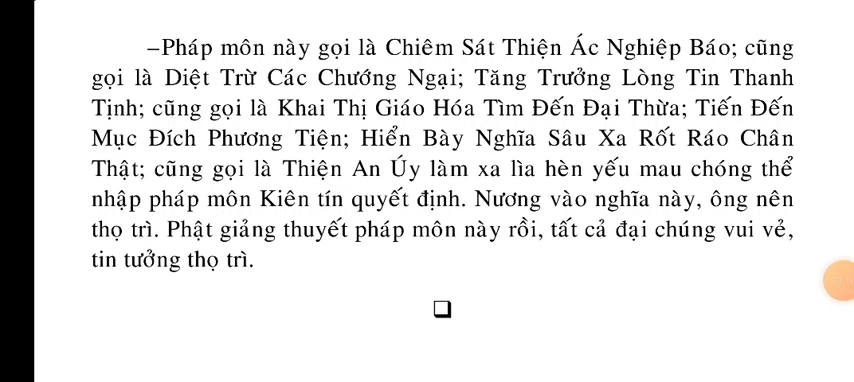 –Pháp môn này gọi là Chiêm Sát Thiện Ác Nghiệp Báo; cũng
gọi là Diệt Trừ Các Chướng Ngại; Tăng Trưởng Lòng Tin Thanh
Tịnh; cũng gọi là Khai Thị Giáo Hóa Tìm Đến Đại Thừa; Tiến Đến
Mục Đích Phương Tiện; Hiển Bày Nghĩa Sâu Xa Rốt Ráo Chân
Thật; cũng gọi là Thiện An Úy làm xa lìa hèn yếu mau chóng thể
nhập pháp môn Kiên tín quyết định. Nương vào nghĩa này, ông nên
thọ trì. Phật giảng thuyết pháp môn này rồi, tất cả đại chúng vui vẻ,
tin tưởng thọ trì.